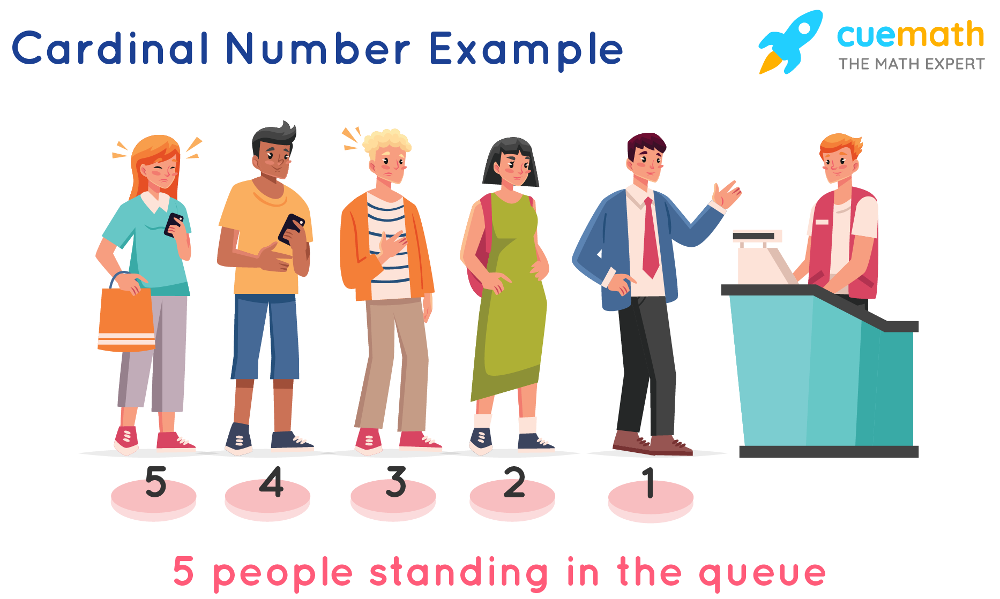 Cardinal Number Example
cuemath
THE MATH EXPERT
5 4 3 2 1
5 people standing in the queue